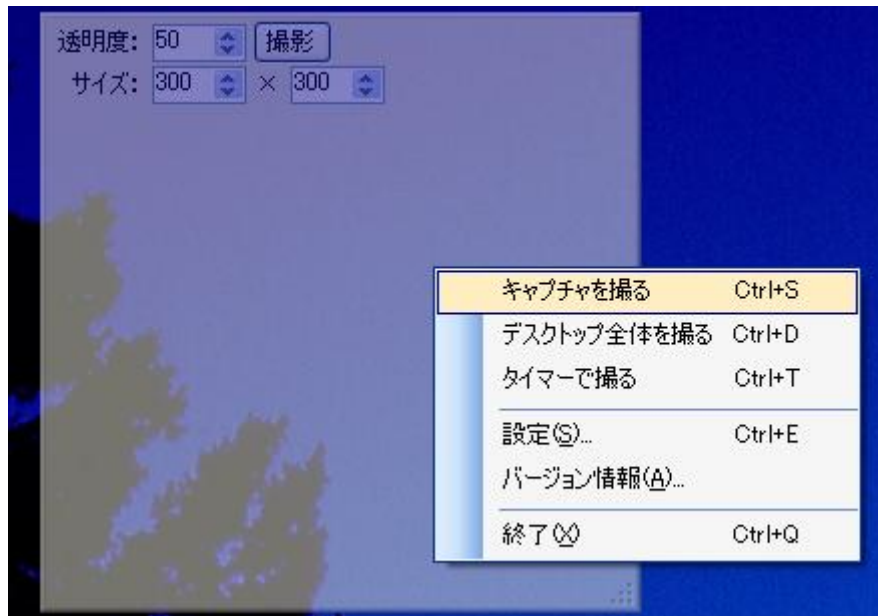 透明度: 50 撮影
サイズ: 300 × 300
キャプチャを撮る Ctrl+S
デスクトップ全体を撮る Ctrl+D
タイマーで撮る Ctrl+T
設定(S)... Ctrl+E
バージョン情報(A)...
終了(X) Ctrl+Q